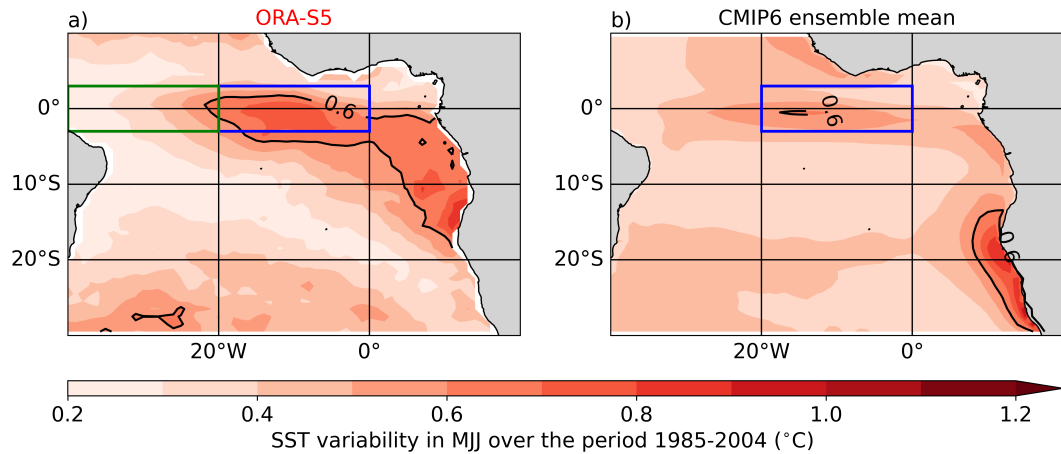 a)
ORA-S5
b)
CMIP6 ensemble mean
0°
10°S
20°S
0.6
20°W
0°
0°
10°S
20°S
0.6
0.6
20°W
0°
0.2
0.4
0.6
0.8
1.0
1.2
SST variability in MJJ over the period 1985-2004 (°C)